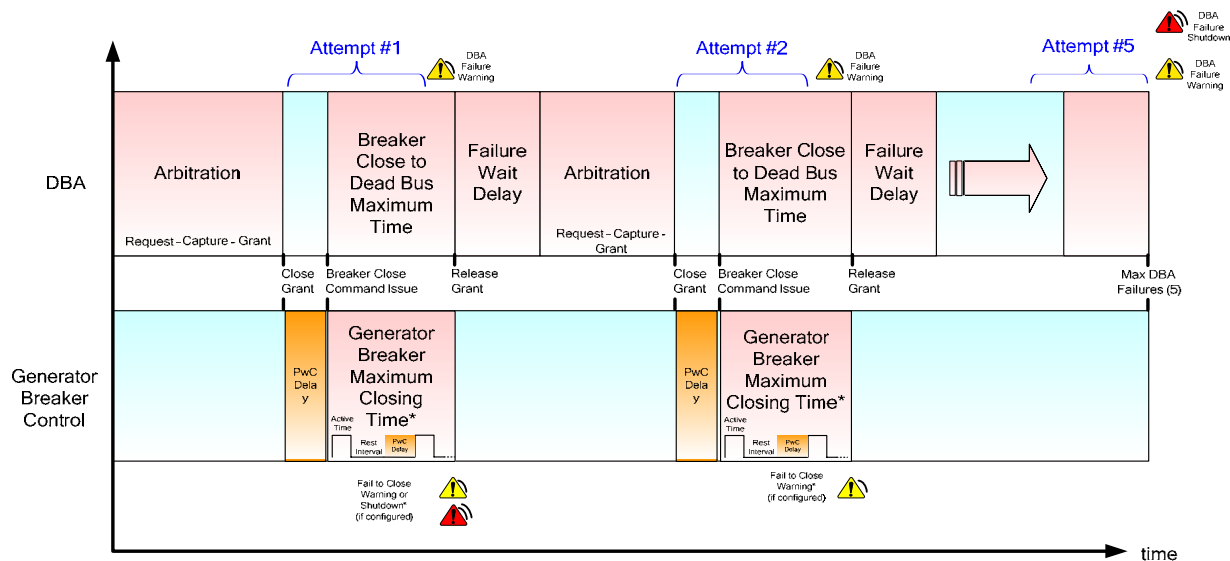 DBA
Failure
Shutdown
Attempt #1
Attempt #2
Attempt #5
DBA
Failure
Warning
DBA
Failure
Warning
DBA
Failure
Warning
DBA
Arbitration
Request - Capture - Grant
Breaker
Close to
Dead Bus
Maximum
Time
Failure
Wait
Delay
Arbitration
Request - Capture -
Grant
Breaker Close
to Dead Bus
Maximum
Time
Failure
Wait
Delay
Close
Grant
Breaker Close
Command Issue
Release
Grant
Close
Grant
Breaker Close
Command Issue
Release
Grant
Max DBA
Failures (5)
Generator
Breaker
Control
PwC
Dela
y
Generator
Breaker
Maximum
Closing
Time*
Active
Time
Rest
Interval
PwC
Delay
PwC
Dela
y
Generator
Breaker
Maximum
Closing Time*
Active
Time
Rest
Interval
PwC
Delay
Fail to Close
Warning or
Shutdown*
(if configured)
Fail to Close
Warning*
(if configured)
time